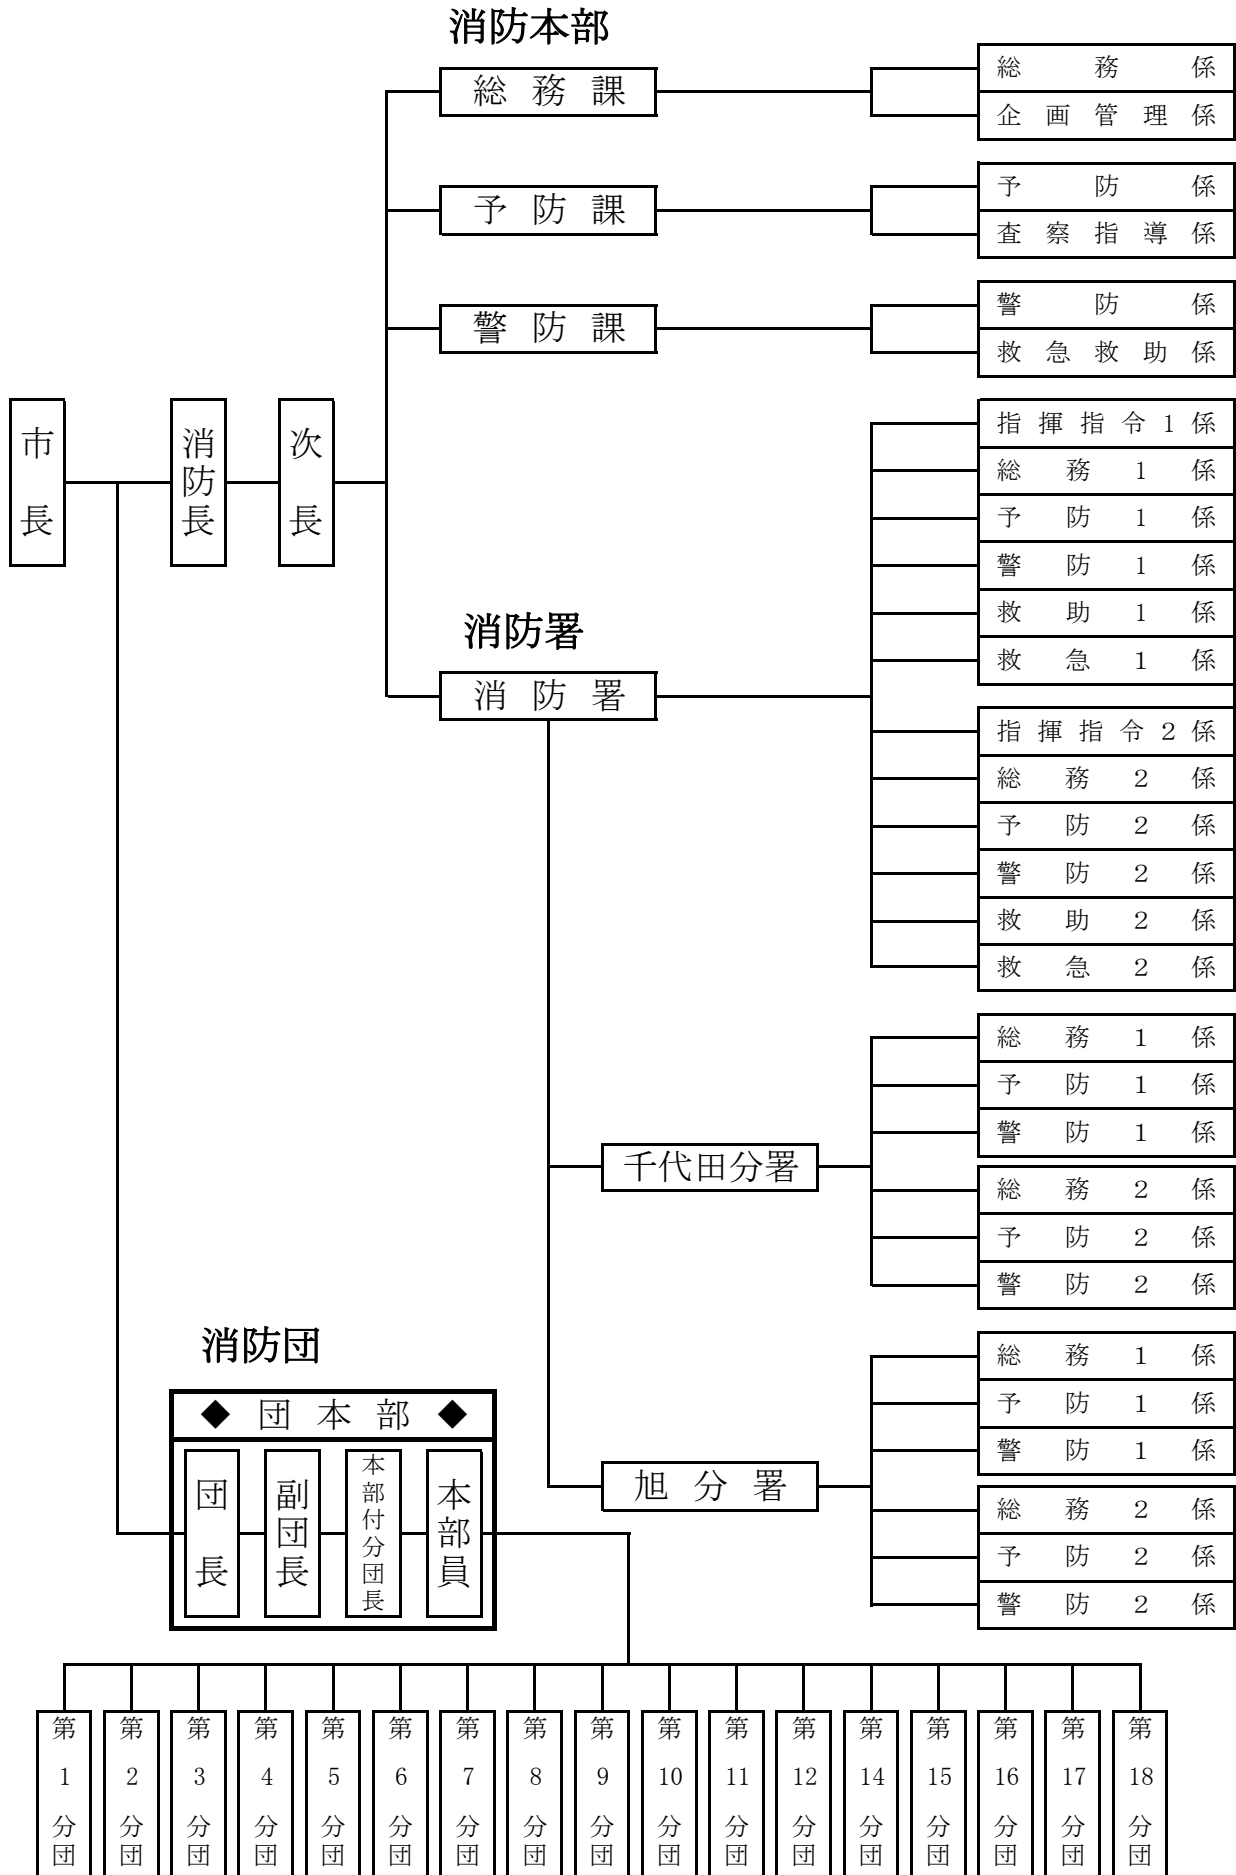 消防本部
総務課
総務係
企画管理係
予防課
予防係
査察指導係
警防課
警防係
救急救助係
市長
消防長
次長
消防署
消防署
指揮指令1係
総務1係
予防1係
警防1係
救助1係
救急1係
指揮指令2係
総務2係
予防2係
警防2係
救助2係
救急2係
千代田分署
総務1係
予防1係
警防1係
総務2係
予防2係
警防2係
旭分署
総務1係
予防1係
警防1係
総務2係
予防2係
警防2係
消防団
◆団本部◆
団長
副団長
本部付分団長
本部員
第1分団
第2分団
第3分団
第4分団
第5分団
第6分団
第7分団
第8分団
第9分団
第10分団
第11分団
第12分団
第14分団
第15分団
第16分団
第17分団
第18分団